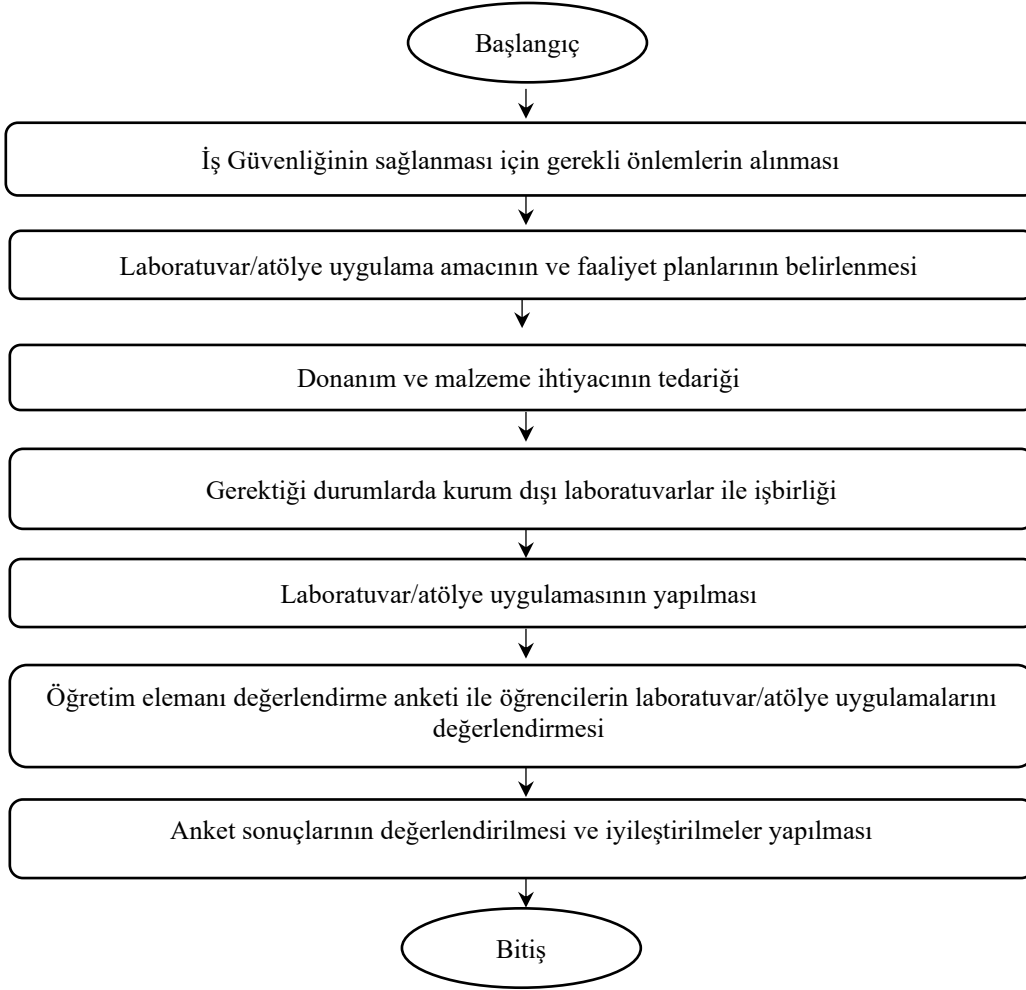 Başlangıç
İş Güvenliğinin sağlanması için gerekli önlemlerin alınması
Laboratuvar/atölye uygulama amacının ve faaliyet planlarının belirlenmesi
Donanım ve malzeme ihtiyacının tedariği
Gerektiği durumlarda kurum dışı laboratuvarlar ile işbirliği
Laboratuvar/atölye uygulamasının yapılması
Öğretim elemanı değerlendirme anketi ile öğrencilerin laboratuvar/atölye uygulamalarını
değerlendirmesi
Anket sonuçlarının değerlendirilmesi ve iyileştirilmeler yapılması
Bitiş